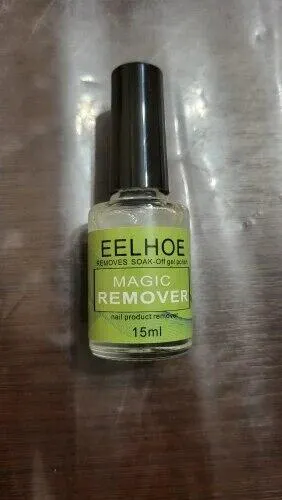 EELHOE
REMOVES SOAK-Off gel polish
MAGIC
REMOVER
nail product remover
15ml